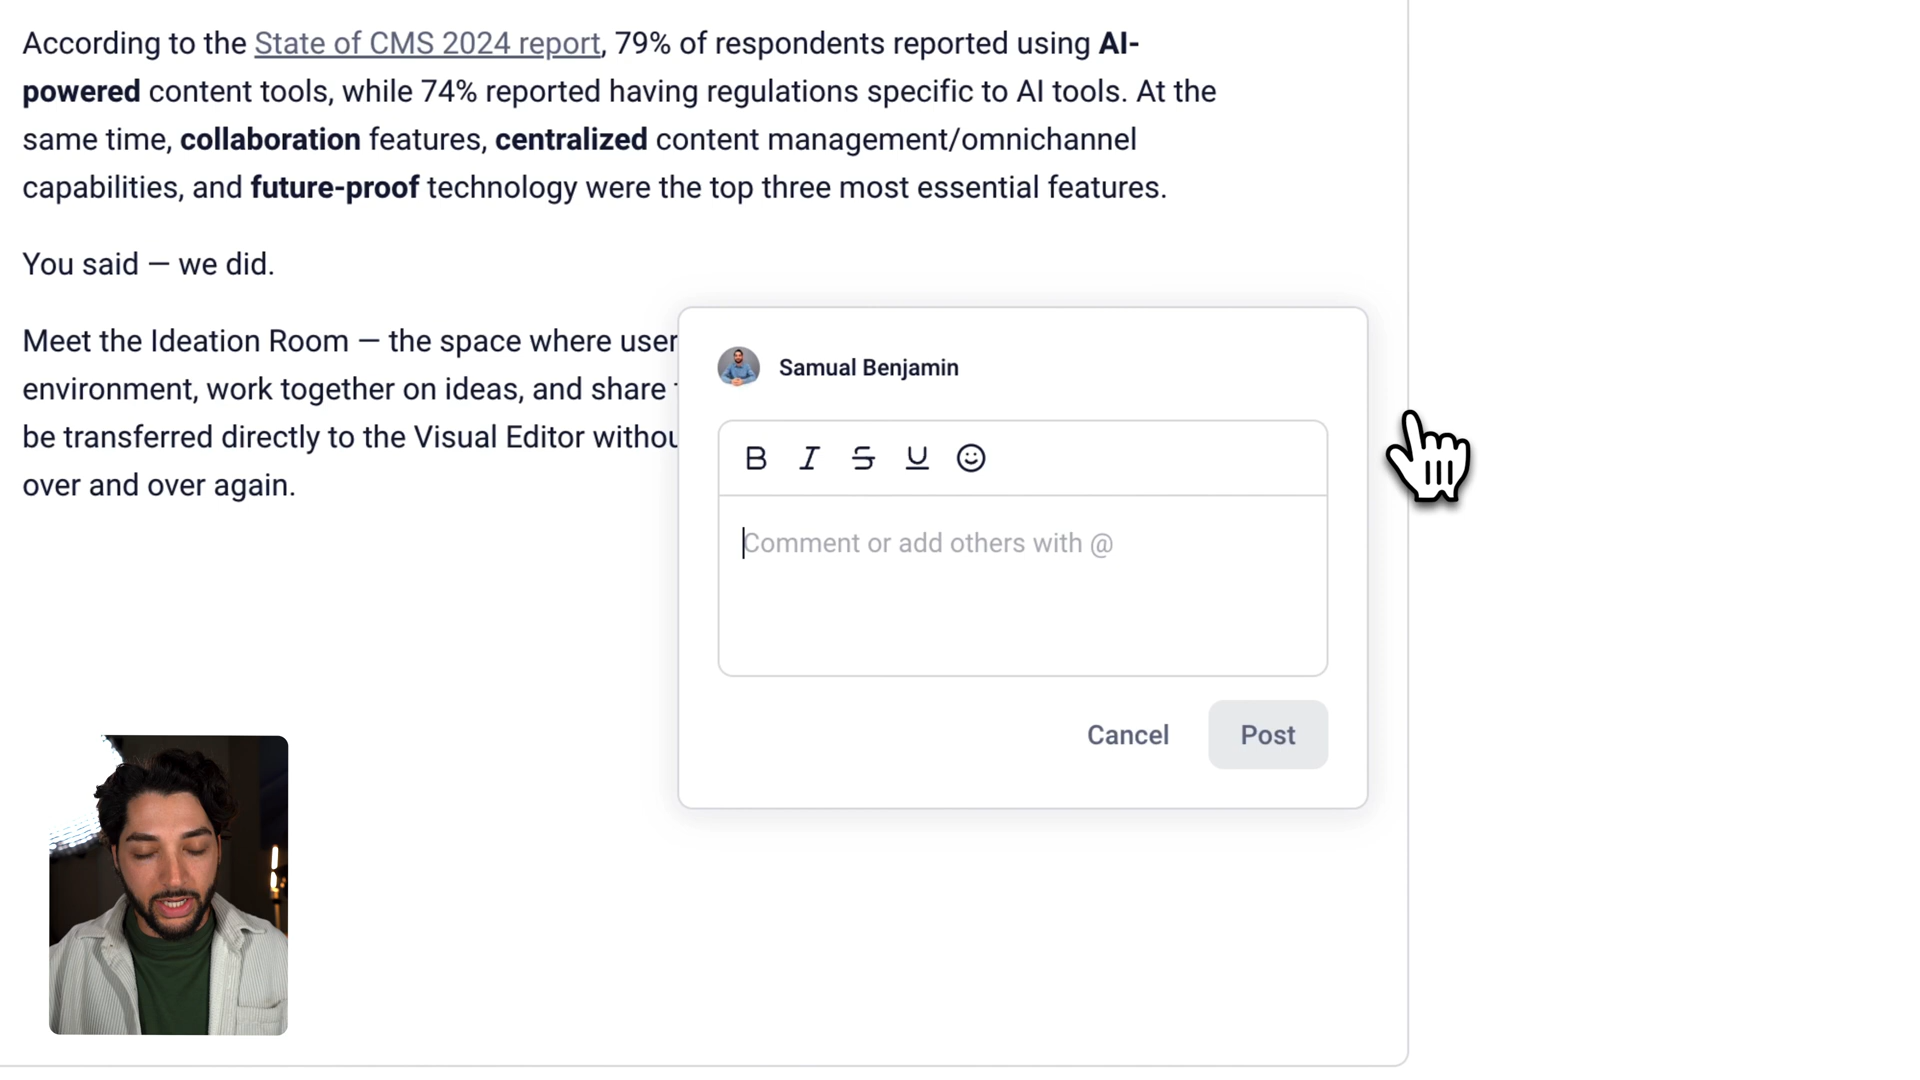 According to the State of CMS 2024 report, 79% of respondents reported using AI-
powered content tools, while 74% reported having regulations specific to AI tools. At the
same time, collaboration features, centralized content management/omnichannel
capabilities, and future-proof technology were the top three most essential features.
You said — we did.
Meet the Ideation Room — the space where user
environment, work together on ideas, and share
be transferred directly to the Visual Editor withou
over and over again.
Samual Benjamin
B I S U
Comment or add others with @
Cancel Post